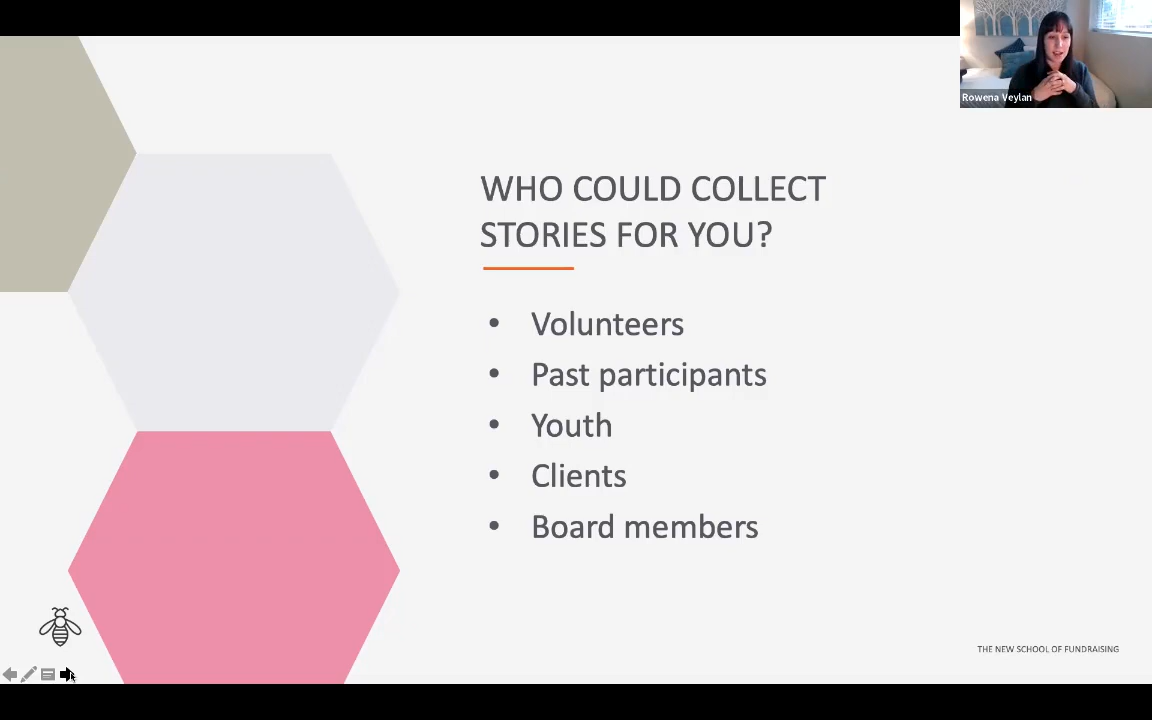 Rowena Veylan
WHO COULD COLLECT
STORIES FOR YOU?
• Volunteers
• Past participants
• Youth
• Clients
• Board members
THE NEW SCHOOL OF FUNDRAISING